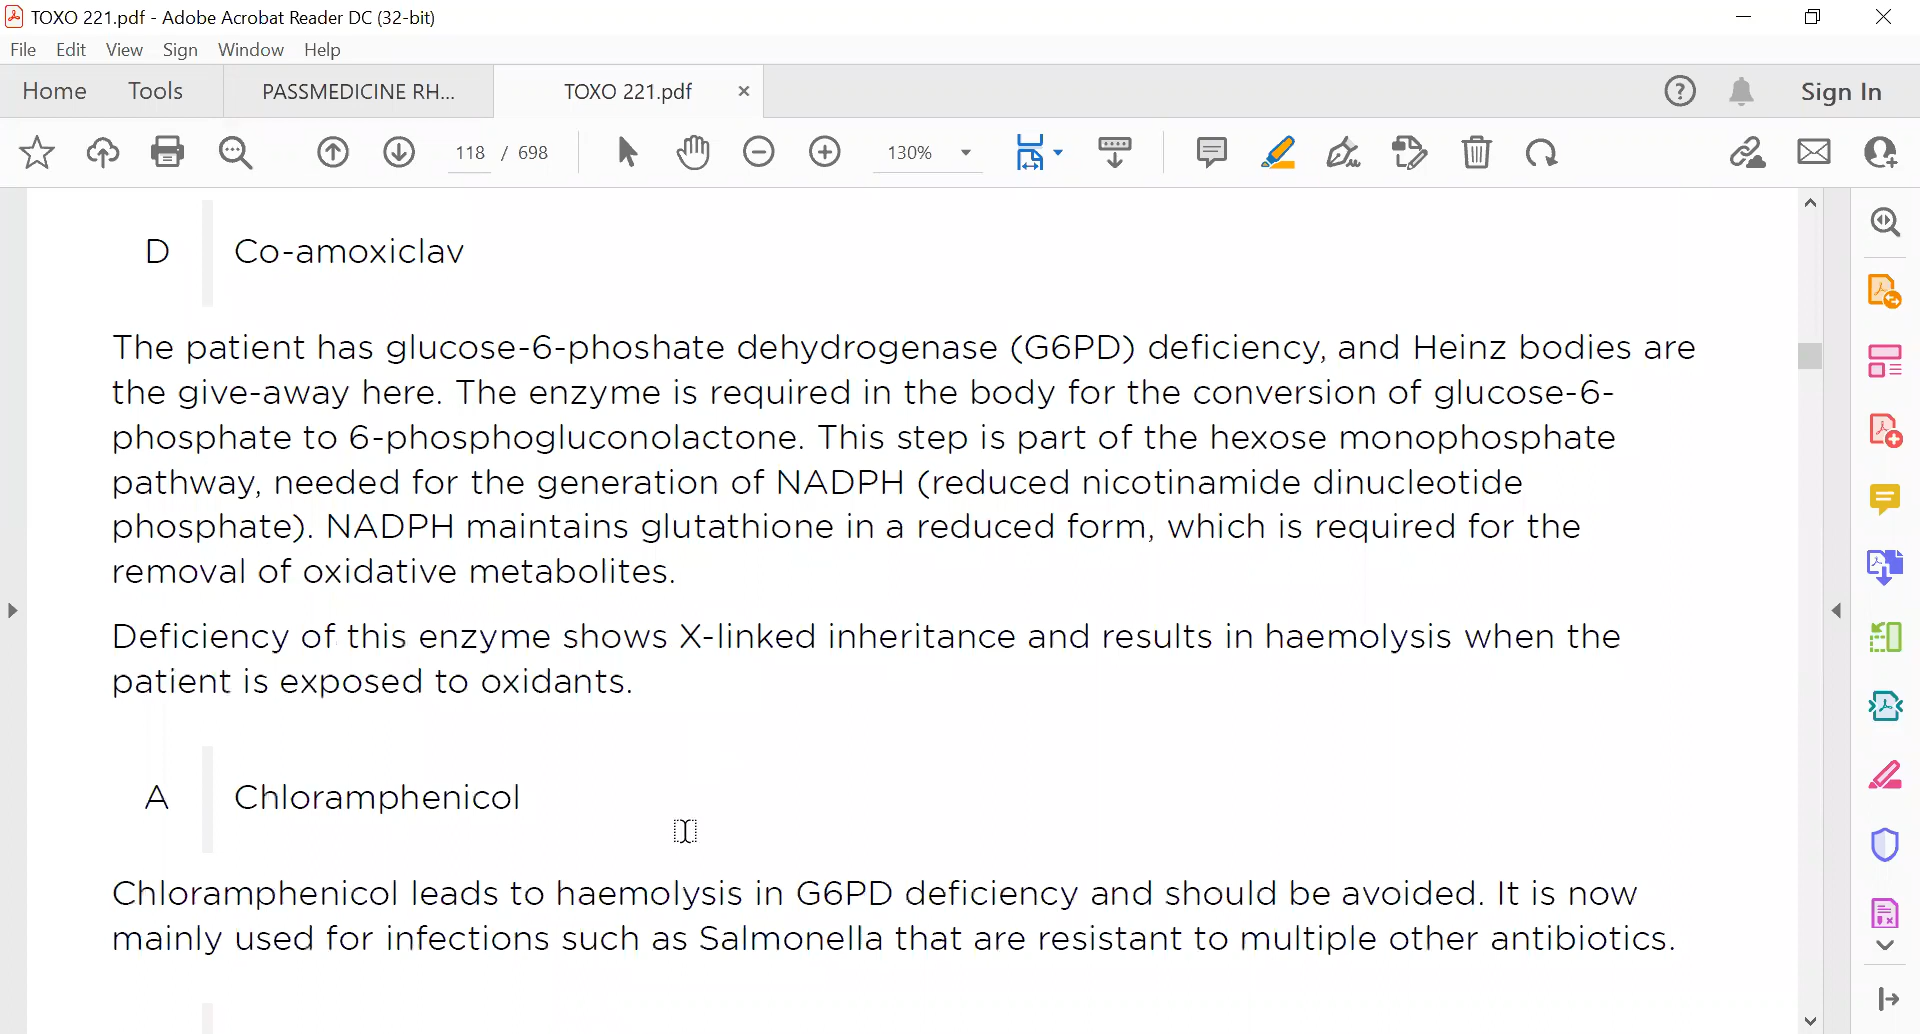 TOXO 221.pdf - Adobe Acrobat Reader DC (32-bit)
File Edit View Sign Window Help
Home Tools PASSMEDICINE RH... TOXO 221.pdf × Sign In
118 / 698 130%
D Co-amoxiclav
The patient has glucose-6-phoshate dehydrogenase (G6PD) deficiency, and Heinz bodies are
the give-away here. The enzyme is required in the body for the conversion of glucose-6-
phosphate to 6-phosphogluconolactone. This step is part of the hexose monophosphate
pathway, needed for the generation of NADPH (reduced nicotinamide dinucleotide
phosphate). NADPH maintains glutathione in a reduced form, which is required for the
removal of oxidative metabolites.
Deficiency of this enzyme shows X-linked inheritance and results in haemolysis when the
patient is exposed to oxidants.
A Chloramphenicol
Chloramphenicol leads to haemolysis in G6PD deficiency and should be avoided. It is now
mainly used for infections such as Salmonella that are resistant to multiple other antibiotics.